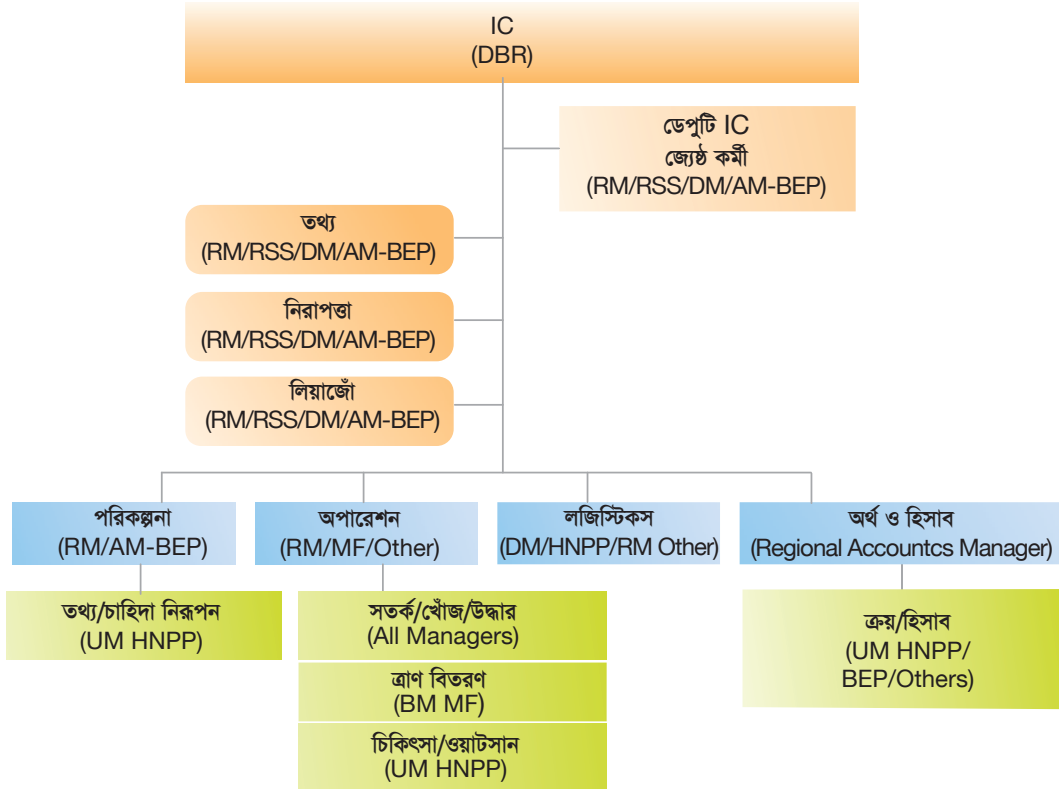 IC
(DBR)
ডেপুটি IC
জ্যেষ্ঠ কর্মী
(RM/RSS/DM/AM-BEP)
তথ্য
(RM/RSS/DM/AM-BEP)
নিরাপত্তা
(RM/RSS/DM/AM-BEP)
লিয়াজোঁ
(RM/RSS/DM/AM-BEP)
পরিকল্পনা
(RM/AM-BEP)
অপারেশন
(RM/MF/Other)
লজিস্টিকস
(DM/HNPP/RM Other)
অর্থ ও হিসাব
(Regional Accountcs Manager)
তথ্য/চাহিদা নিরূপন
(UM HNPP)
সতর্ক/খোঁজ/উদ্ধার
(All Managers)
ত্রাণ বিতরণ
(BM MF)
চিকিৎসা/ওয়াটসান
(UM HNPP)
ক্রয়/হিসাব
(UM HNPP/
BEP/Others)